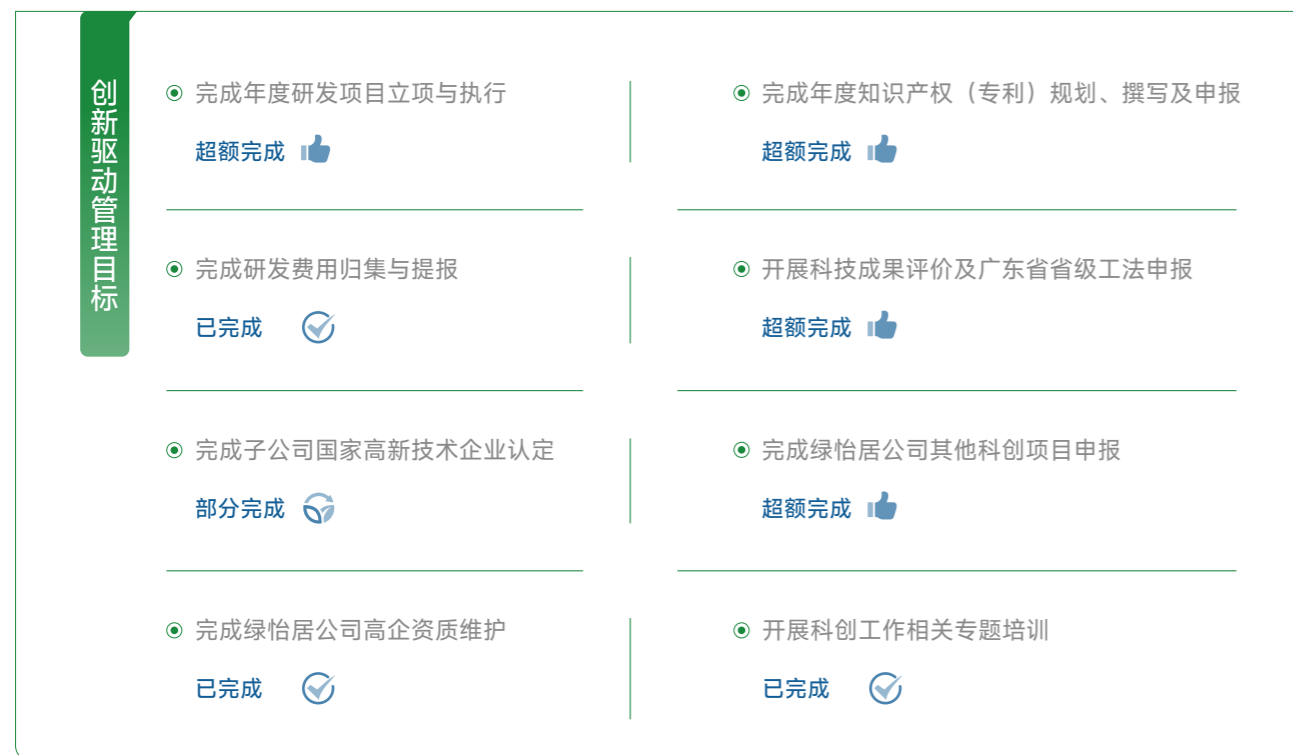 创新驱动管理目标
完成年度研发项目立项与执行
超额完成
完成年度知识产权（专利）规划、撰写及申报
超额完成
完成研发费用归集与提报
已完成
开展科技成果评价及广东省省级工法申报
超额完成
完成子公司国家高新技术企业认定
部分完成
完成绿怡居公司其他科创项目申报
超额完成
完成绿怡居公司高企资质维护
已完成
开展科创工作相关专题培训
已完成